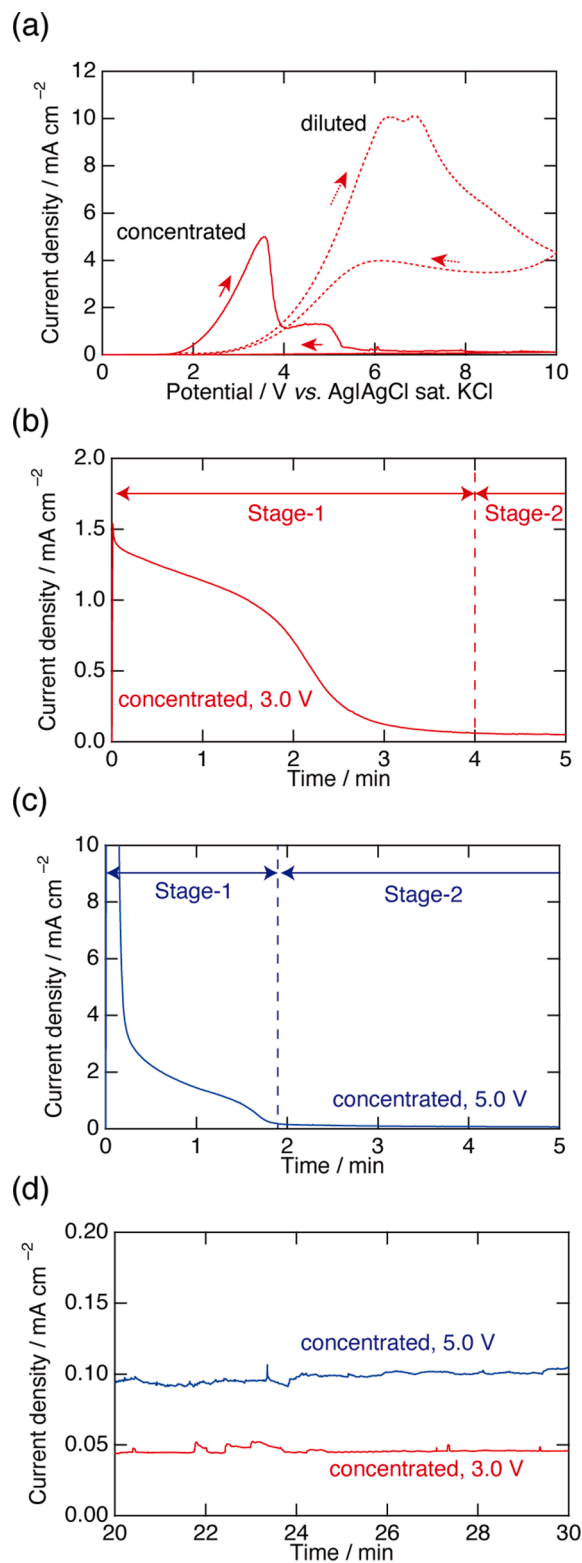 (a)
Current density / mA cm⁻²
12
10
8
6
4
2
0
diluted
concentrated
0 2 4 6 8 10
Potential / V vs. Ag|AgCl sat. KCl
(b)
Current density / mA cm⁻²
2.0
1.5
1.0
0.5
0.0
Stage-1
Stage-2
concentrated, 3.0 V
0 1 2 3 4 5
Time / min
(c)
Current density / mA cm⁻²
10
8
6
4
2
0
Stage-1
Stage-2
concentrated, 5.0 V
0 1 2 3 4 5
Time / min
(d)
Current density / mA cm⁻²
0.20
0.15
0.10
0.05
0.00
concentrated, 5.0 V
concentrated, 3.0 V
20 22 24 26 28 30
Time / min